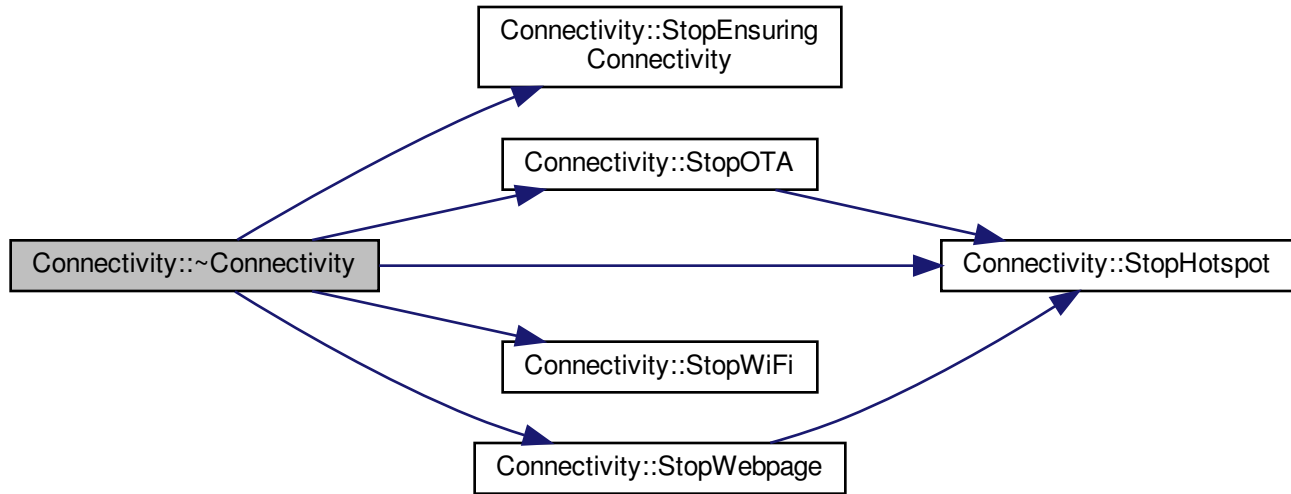 Connectivity::StopEnsuring
Connectivity
Connectivity::StopOTA
Connectivity::~Connectivity
Connectivity::StopHotspot
Connectivity::StopWiFi
Connectivity::StopWebpage